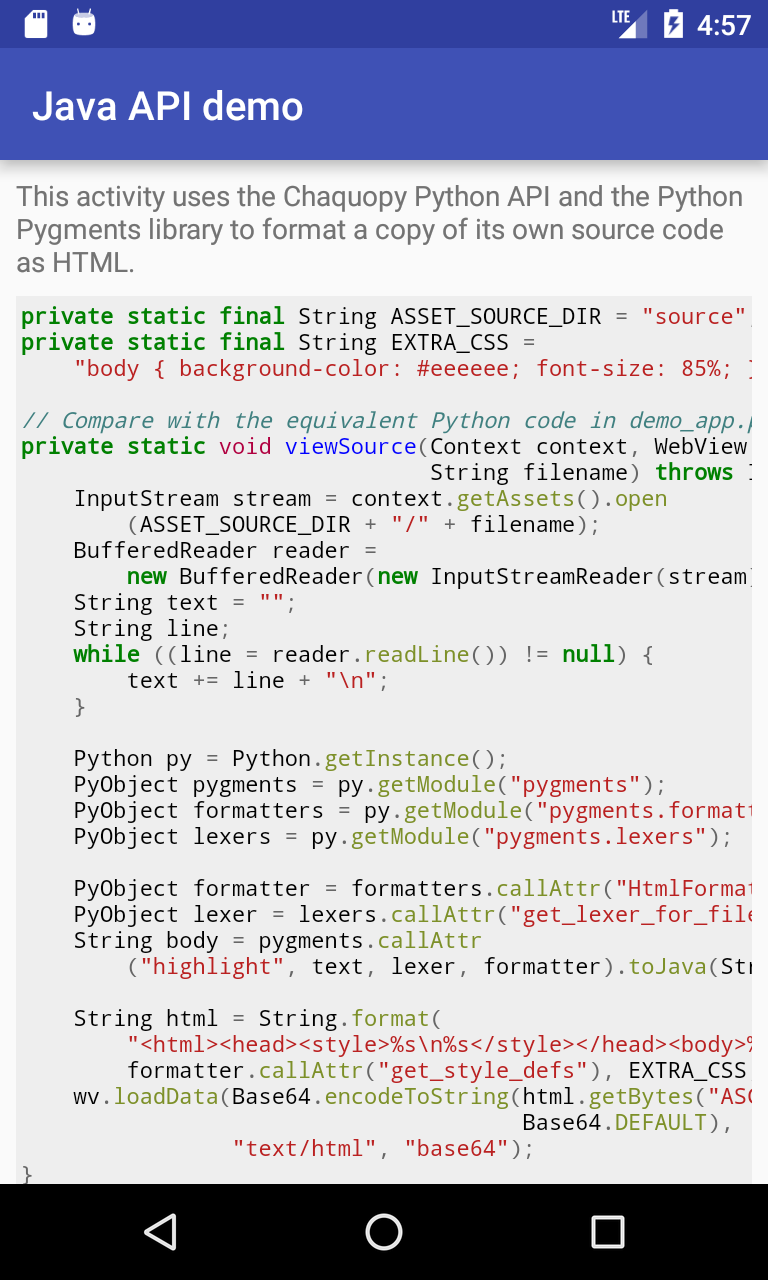 LTE 4:57
Java API demo
This activity uses the Chaquopy Python API and the Python
Pygments library to format a copy of its own source code
as HTML.
private static final String ASSET_SOURCE_DIR = "source"
private static final String EXTRA_CSS =
    "body { background-color: #eeeeee; font-size: 85%; }
// Compare with the equivalent Python code in demo_app.p
private static void viewSource(Context context, WebView
                               String filename) throws I
    InputStream stream = context.getAssets().open
        (ASSET_SOURCE_DIR + "/" + filename);
    BufferedReader reader =
        new BufferedReader(new InputStreamReader(stream)
    String text = "";
    String line;
    while ((line = reader.readLine()) != null) {
        text += line + "\n";
    }
    Python py = Python.getInstance();
    PyObject pygments = py.getModule("pygments");
    PyObject formatters = py.getModule("pygments.formatt
    PyObject lexers = py.getModule("pygments.lexers");
    PyObject formatter = formatters.callAttr("HtmlFormat
    PyObject lexer = lexers.callAttr("get_lexer_for_file
    String body = pygments.callAttr
        ("highlight", text, lexer, formatter).toJava(Str
    String html = String.format(
        "<html><head><style>%s\n%s</style></head><body>%
        formatter.callAttr("get_style_defs"), EXTRA_CSS
    wv.loadData(Base64.encodeToString(html.getBytes("ASC
                                      Base64.DEFAULT),
                "text/html", "base64");
}